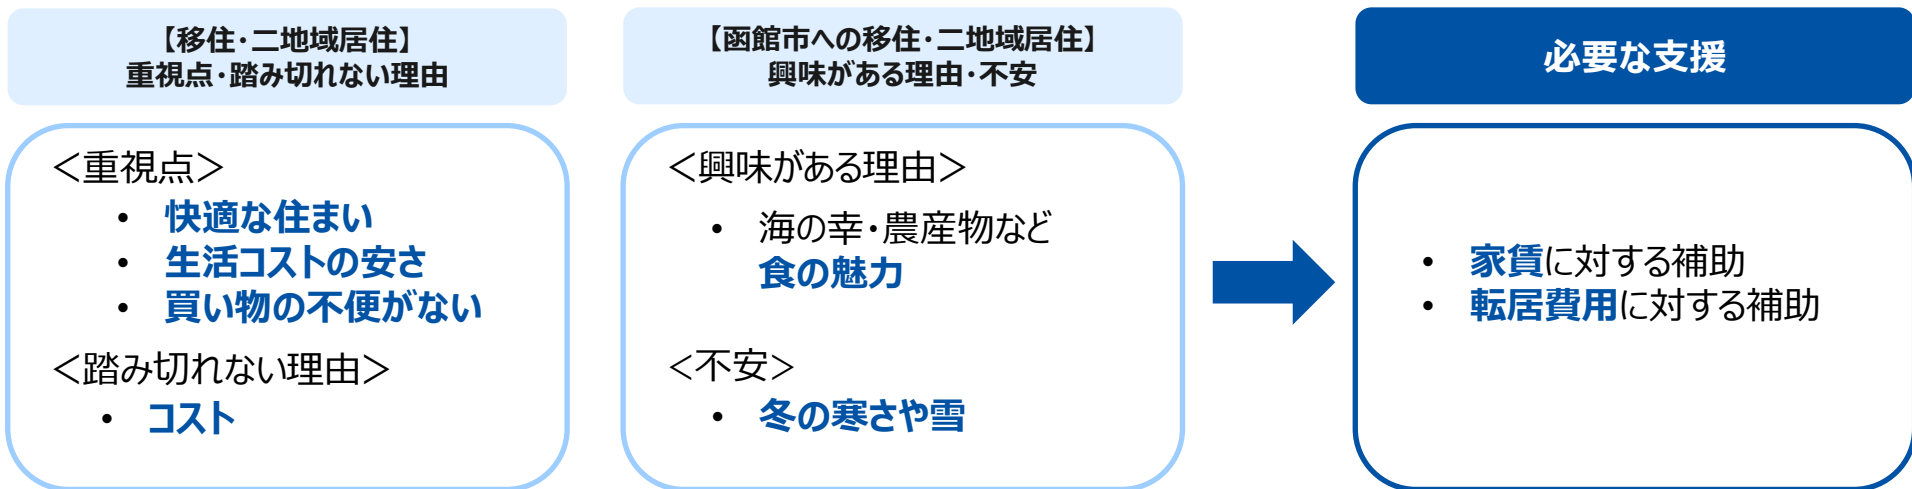 【移住・二地域居住】
重視点・踏み切れない理由
＜重視点＞
• 快適な住まい
• 生活コストの安さ
• 買い物の不便がない
＜踏み切れない理由＞
• コスト
【函館市への移住・二地域居住】
興味がある理由・不安
＜興味がある理由＞
• 海の幸・農産物など
食の魅力
＜不安＞
• 冬の寒さや雪
必要な支援
• 家賃に対する補助
• 転居費用に対する補助